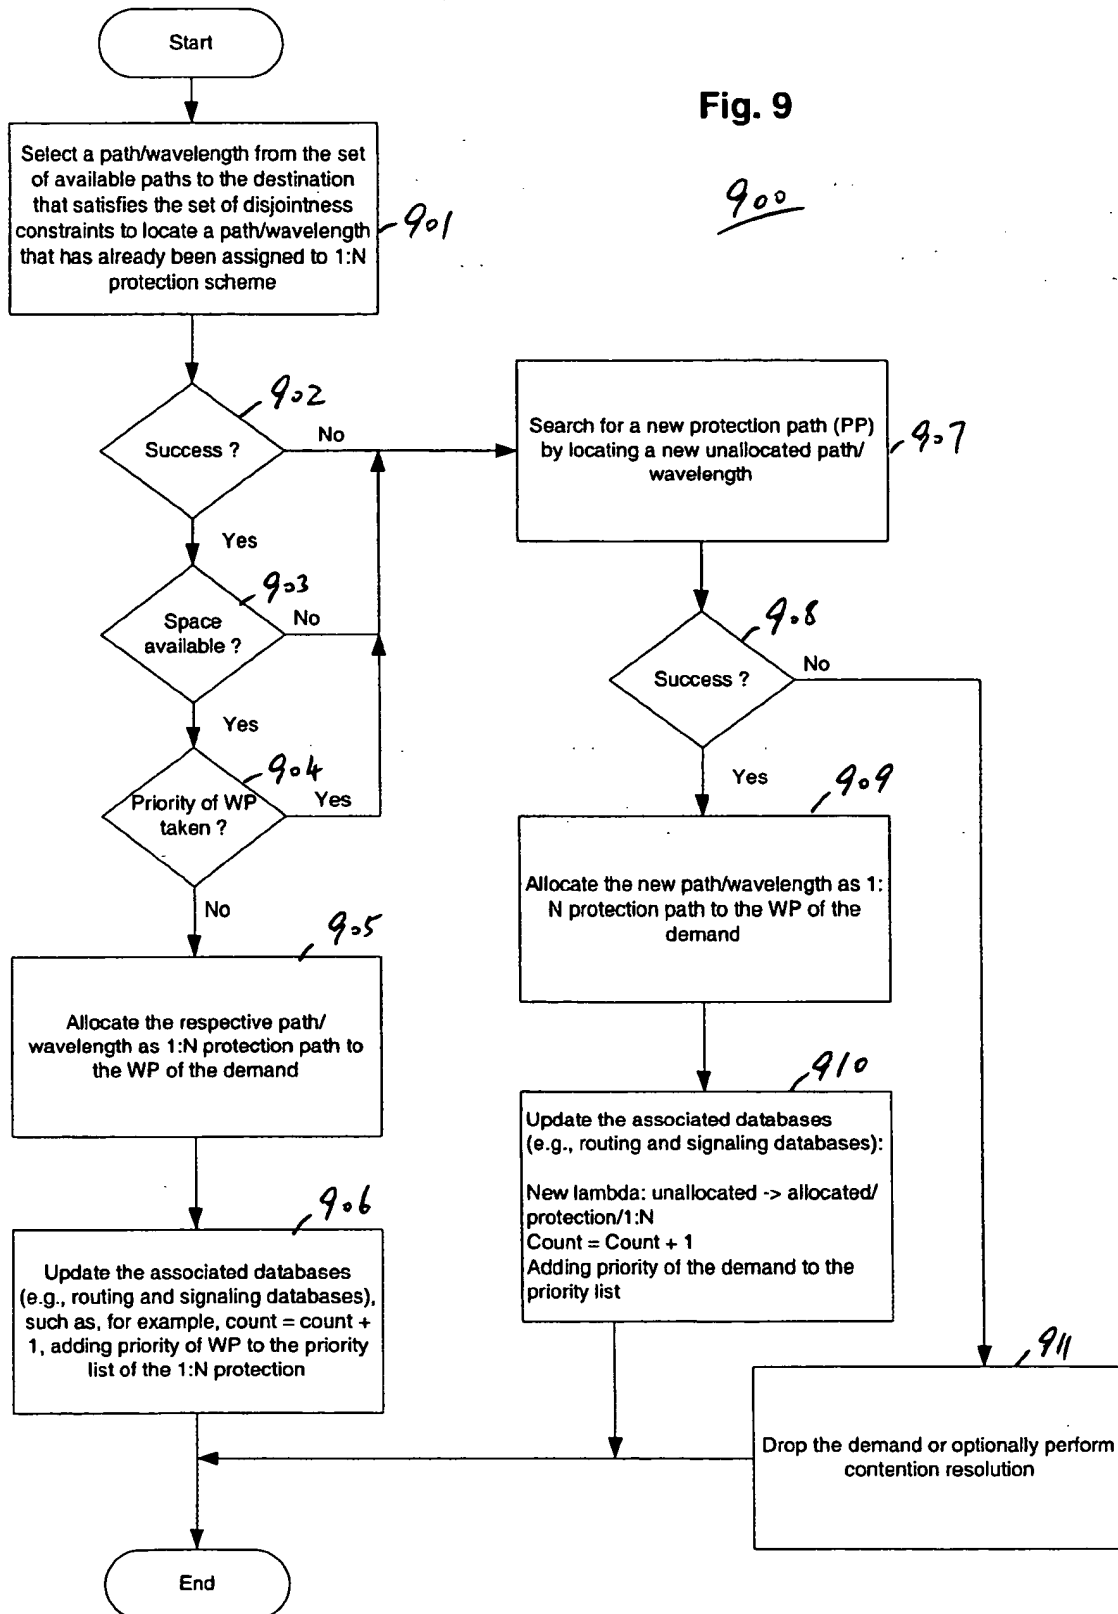 Start
Fig. 9
900
Select a path/wavelength from the set
of available paths to the destination
that satisfies the set of disjointness
constraints to locate a path/wavelength
that has already been assigned to 1:N
protection scheme
901
902
Success ?
No
Yes
Search for a new protection path (PP)
by locating a new unallocated path/
wavelength
907
903
Space
available ?
No
Yes
908
Success ?
No
Yes
904
Priority of WP
taken ?
Yes
No
909
Allocate the new path/wavelength as 1:
N protection path to the WP of the
demand
905
Allocate the respective path/
wavelength as 1:N protection path to
the WP of the demand
910
Update the associated databases
(e.g., routing and signaling databases):
New lambda: unallocated -> allocated/
protection/1:N
Count = Count + 1
Adding priority of the demand to the
priority list
906
Update the associated databases
(e.g., routing and signaling databases),
such as, for example, count = count +
1, adding priority of WP to the priority
list of the 1:N protection
911
Drop the demand or optionally perform
contention resolution
End